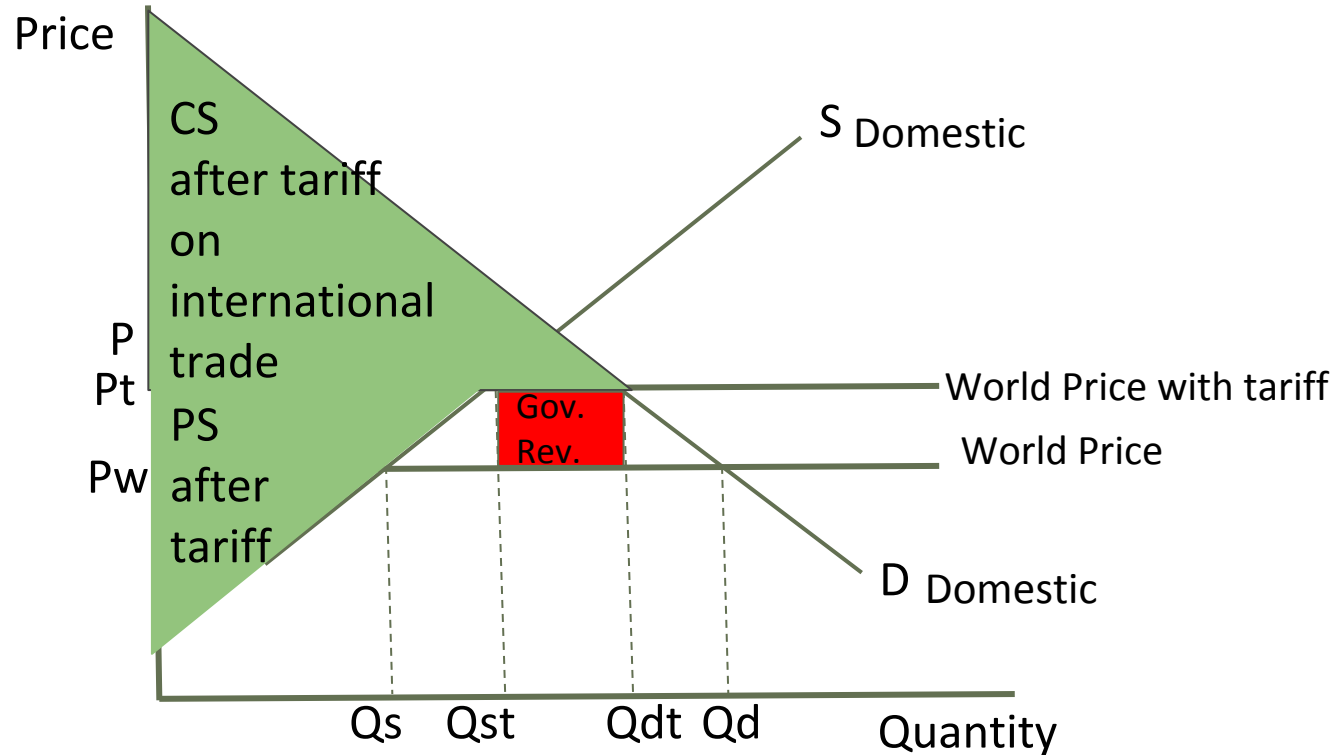 Price
CS
after tariff
on
international
trade
S Domestic
P
Pt
World Price with tariff
Gov.
Rev.
PS
after
tariff
World Price
Pw
D Domestic
Qs
Qst
Qdt
Qd
Quantity